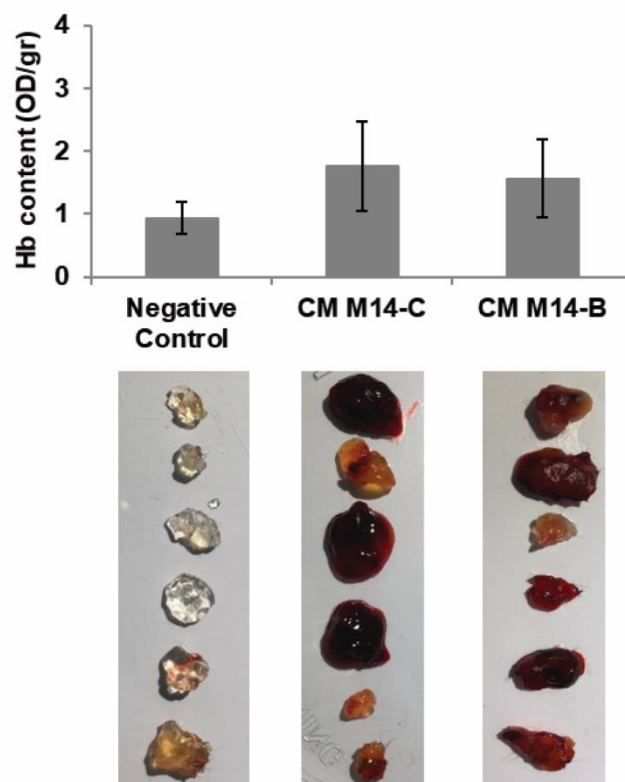 Hb content (OD/gr)
4
3
2
1
0
Negative
Control
CM M14-C
CM M14-B